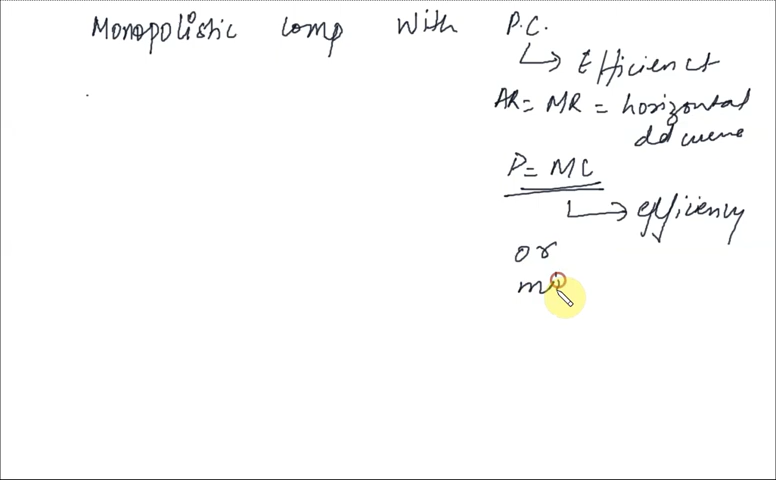 Monopolistic Comp With P.C.
↳ Efficient
AR = MR = horizontal
dd curve
P = MC
↳ efficiency
or
m